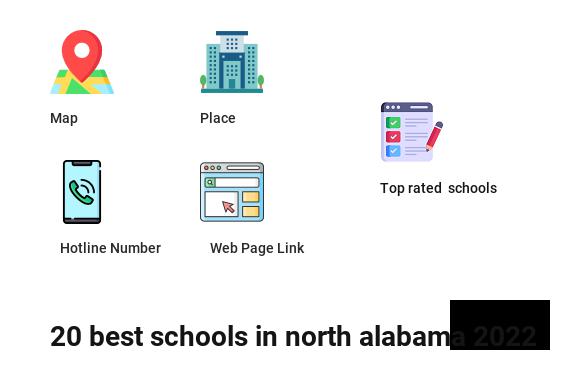 Map
Place
Top rated  schools
Hotline Number
Web Page Link
20 best schools in north alabama 2022